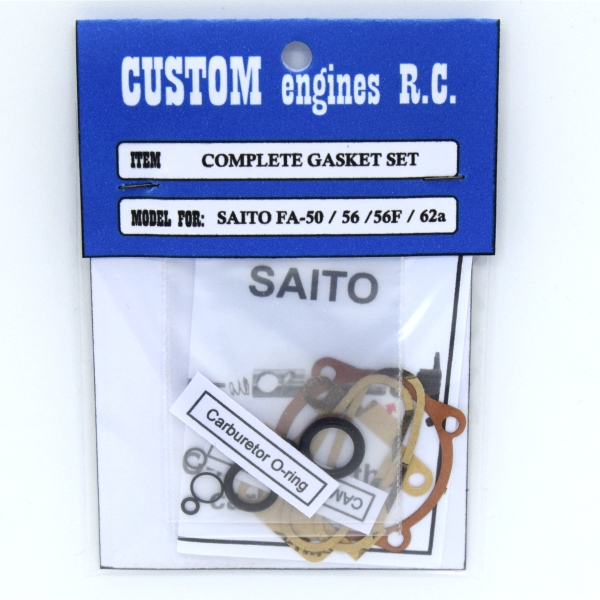 CUSTOM engines R.C.
ITEM COMPLETE GASKET SET
MODEL FOR: SAITO FA-50 / 56 /56F / 62a
SAITO
Carburetor O-ring